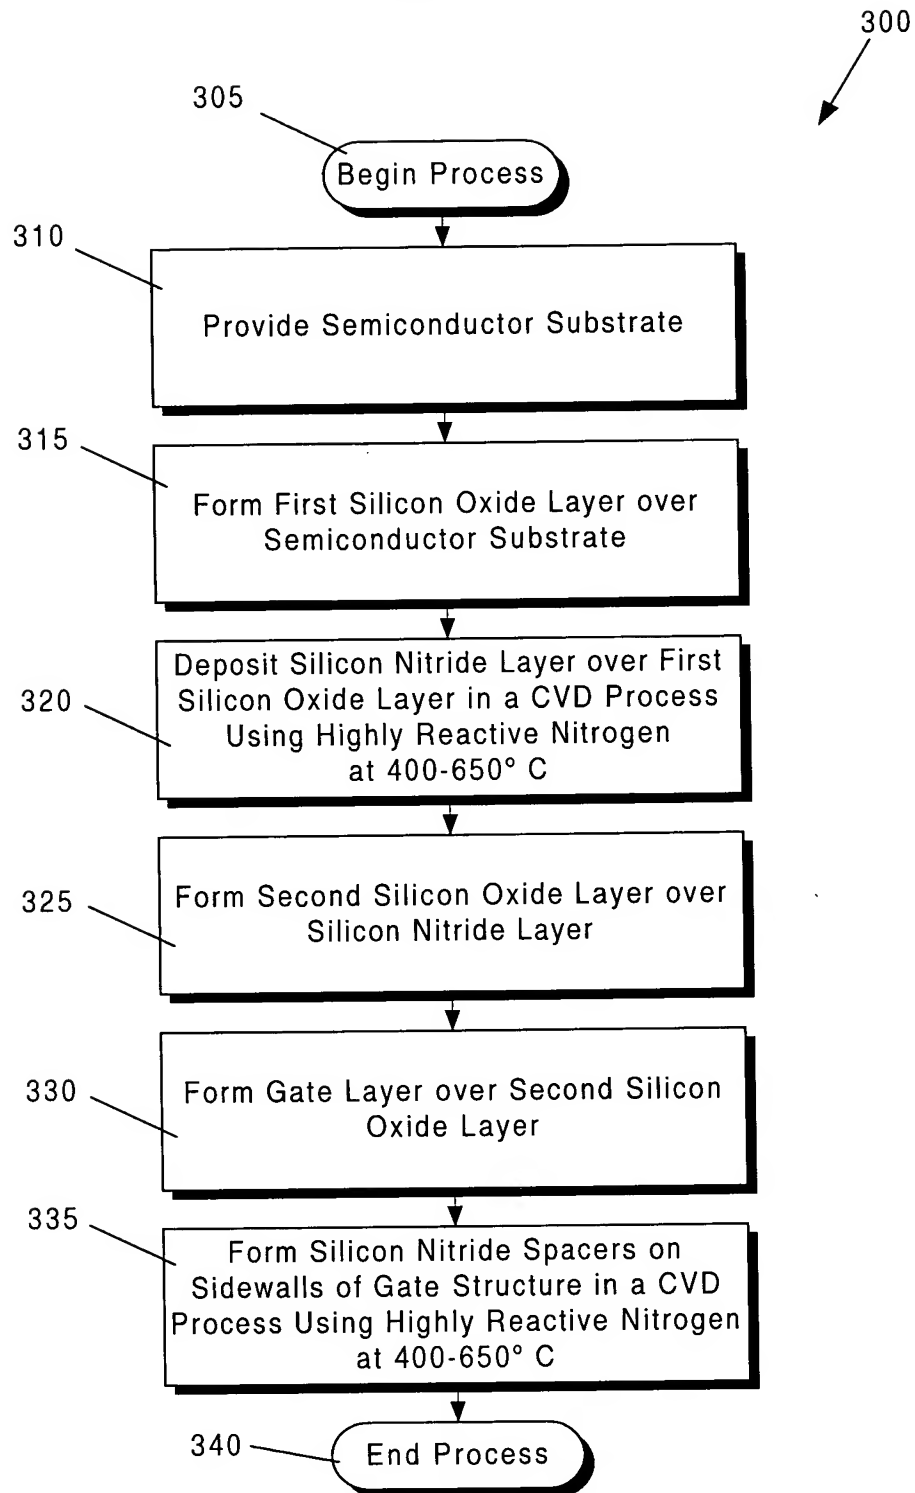 300
305
Begin Process
310
Provide Semiconductor Substrate
315
Form First Silicon Oxide Layer over
Semiconductor Substrate
320
Deposit Silicon Nitride Layer over First
Silicon Oxide Layer in a CVD Process
Using Highly Reactive Nitrogen
at 400-650° C
325
Form Second Silicon Oxide Layer over
Silicon Nitride Layer
330
Form Gate Layer over Second Silicon
Oxide Layer
335
Form Silicon Nitride Spacers on
Sidewalls of Gate Structure in a CVD
Process Using Highly Reactive Nitrogen
at 400-650° C
340
End Process